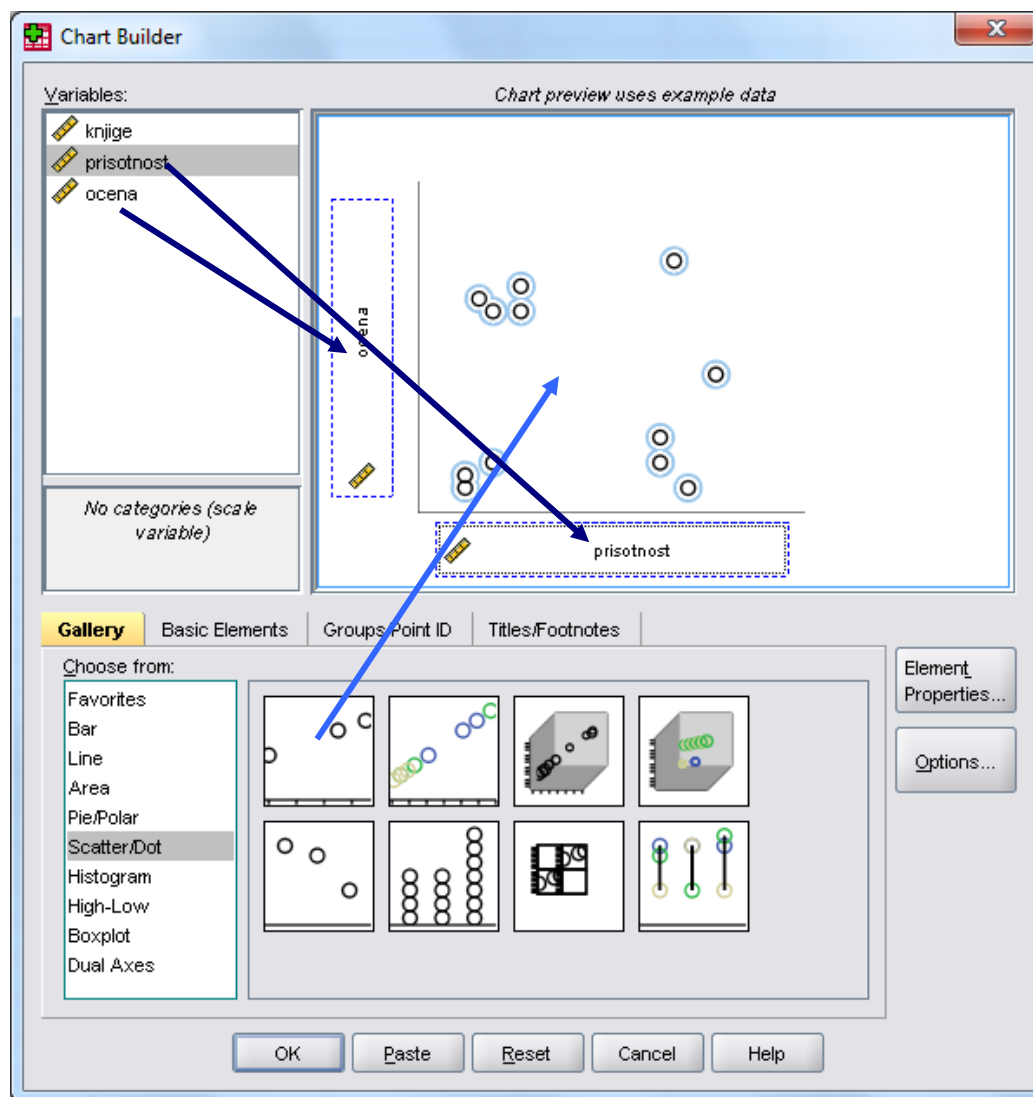 Chart Builder
X
Variables:
Chart preview uses example data
knjige
prisotnost
ocena
No categories (scale
variable)
ocena
prisotnost
Gallery
Basic Elements
Groups/Point ID
Titles/Footnotes
Choose from:
Favorites
Bar
Line
Area
Pie/Polar
Scatter/Dot
Histogram
High-Low
Boxplot
Dual Axes
Element
Properties...
Options...
OK
Paste
Reset
Cancel
Help